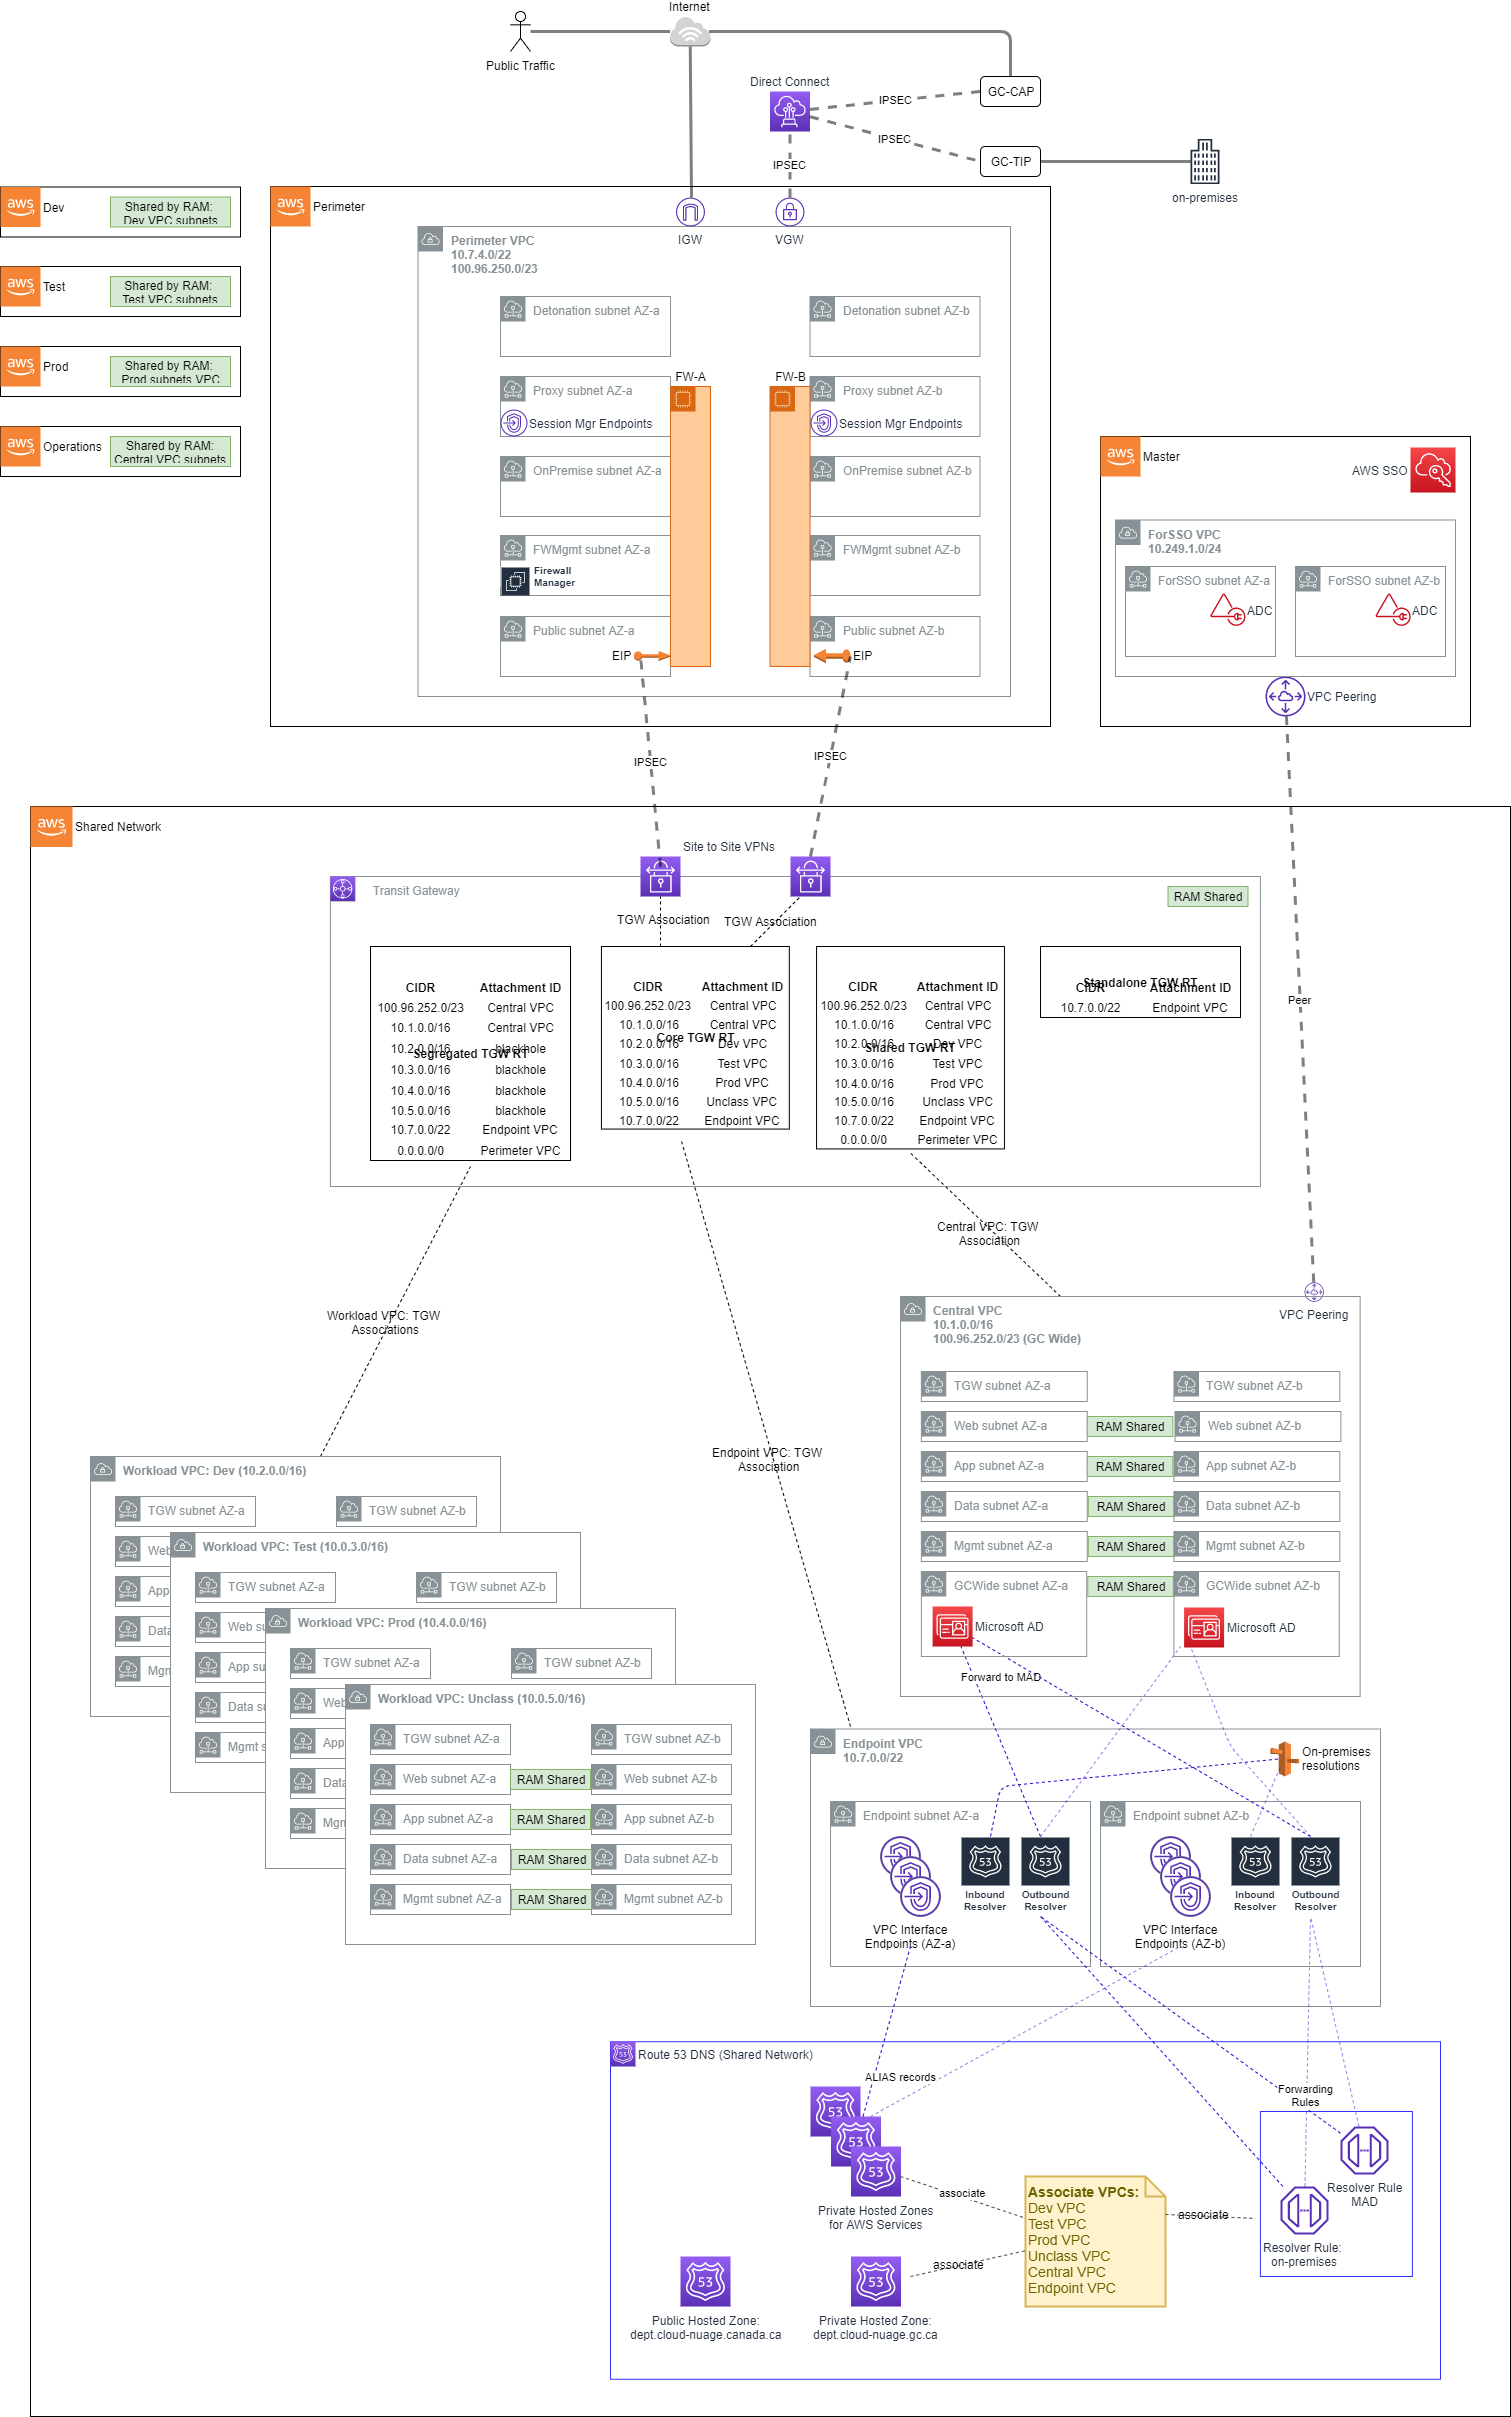 Internet
Public Traffic
Direct Connect
IPSEC
GC-CAP
IPSEC
IPSEC
GC-TIP
on-premises
aws
Dev
Shared by RAM:
Dev VPC subnets
aws
Test
Shared by RAM:
Test VPC subnets
aws
Prod
Shared by RAM:
Prod subnets VPC
aws
Operations
Shared by RAM:
Central VPC subnets
aws
Perimeter
IGW
VGW
Perimeter VPC
10.7.4.0/22
100.96.250.0/23
Detonation subnet AZ-a
Detonation subnet AZ-b
FW-A
FW-B
Proxy subnet AZ-a
Proxy subnet AZ-b
Session Mgr Endpoints
Session Mgr Endpoints
OnPremise subnet AZ-a
OnPremise subnet AZ-b
FWMgmt subnet AZ-a
FWMgmt subnet AZ-b
Firewall
Manager
Public subnet AZ-a
Public subnet AZ-b
EIP
EIP
IPSEC
IPSEC
aws
Master
AWS SSO
ForSSO VPC
10.249.1.0/24
ForSSO subnet AZ-a
ForSSO subnet AZ-b
ADC
ADC
VPC Peering
Peer
aws
Shared Network
Site to Site VPNs
Transit Gateway
RAM Shared
TGW Association
TGW Association
Segregated TGW RT
CIDR Attachment ID
100.96.252.0/23 Central VPC
10.1.0.0/16 Central VPC
10.2.0.0/16 blackhole
10.3.0.0/16 blackhole
10.4.0.0/16 blackhole
10.5.0.0/16 blackhole
10.7.0.0/22 Endpoint VPC
0.0.0.0/0 Perimeter VPC
Core TGW RT
CIDR Attachment ID
100.96.252.0/23 Central VPC
10.1.0.0/16 Central VPC
10.2.0.0/16 Dev VPC
10.3.0.0/16 Test VPC
10.4.0.0/16 Prod VPC
10.5.0.0/16 Unclass VPC
10.7.0.0/22 Endpoint VPC
Shared TGW RT
CIDR Attachment ID
100.96.252.0/23 Central VPC
10.1.0.0/16 Central VPC
10.2.0.0/16 Dev VPC
10.3.0.0/16 Test VPC
10.4.0.0/16 Prod VPC
10.5.0.0/16 Unclass VPC
10.7.0.0/22 Endpoint VPC
0.0.0.0/0 Perimeter VPC
Standalone TGW RT
CIDR Attachment ID
10.7.0.0/22 Endpoint VPC
Central VPC: TGW
Association
Workload VPC: TGW
Associations
Endpoint VPC: TGW
Association
VPC Peering
Central VPC
10.1.0.0/16
100.96.252.0/23 (GC Wide)
TGW subnet AZ-a
TGW subnet AZ-b
Web subnet AZ-a
RAM Shared
Web subnet AZ-b
App subnet AZ-a
RAM Shared
App subnet AZ-b
Data subnet AZ-a
RAM Shared
Data subnet AZ-b
Mgmt subnet AZ-a
RAM Shared
Mgmt subnet AZ-b
GCWide subnet AZ-a
RAM Shared
GCWide subnet AZ-b
Microsoft AD
Microsoft AD
Forward to MAD
Workload VPC: Dev (10.2.0.0/16)
TGW subnet AZ-a
TGW subnet AZ-b
Web
App
Data
Mgm
Workload VPC: Test (10.0.3.0/16)
TGW subnet AZ-a
TGW subnet AZ-b
Web su
App su
Data su
Mgmt s
Workload VPC: Prod (10.4.0.0/16)
TGW subnet AZ-a
TGW subnet AZ-b
Web
App
Data
Mgm
Workload VPC: Unclass (10.0.5.0/16)
TGW subnet AZ-a
TGW subnet AZ-b
Web subnet AZ-a
RAM Shared
Web subnet AZ-b
App subnet AZ-a
RAM Shared
App subnet AZ-b
Data subnet AZ-a
RAM Shared
Data subnet AZ-b
Mgmt subnet AZ-a
RAM Shared
Mgmt subnet AZ-b
Endpoint VPC
10.7.0.0/22
On-premises
resolutions
Endpoint subnet AZ-a
53
53
Inbound
Resolver
Outbound
Resolver
VPC Interface
Endpoints (AZ-a)
Endpoint subnet AZ-b
53
53
Inbound
Resolver
Outbound
Resolver
VPC Interface
Endpoints (AZ-b)
53
Route 53 DNS (Shared Network)
ALIAS records
53
53
53
Private Hosted Zones
for AWS Services
Forwarding
Rules
Resolver Rule
MAD
Resolver Rule:
on-premises
associate
associate
associate
Associate VPCs:
Dev VPC
Test VPC
Prod VPC
Unclass VPC
Central VPC
Endpoint VPC
53
Public Hosted Zone:
dept.cloud-nuage.canada.ca
53
Private Hosted Zone:
dept.cloud-nuage.gc.ca